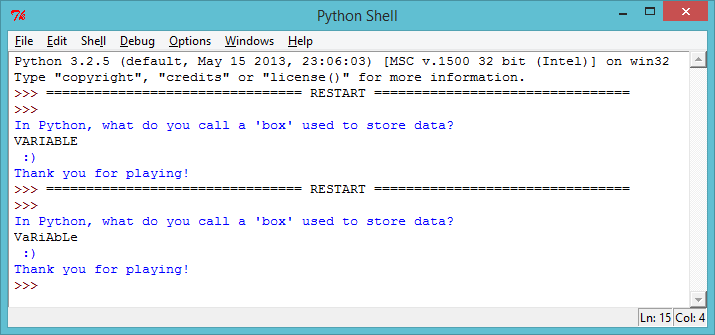 Python Shell
File Edit Shell Debug Options Windows Help
Python 3.2.5 (default, May 15 2013, 23:06:03) [MSC v.1500 32 bit (Intel)] on win32
Type "copyright", "credits" or "license()" for more information.
>>> ================================ RESTART ================================
>>>
In Python, what do you call a 'box' used to store data?
VARIABLE
 :)
Thank you for playing!
>>> ================================ RESTART ================================
>>>
In Python, what do you call a 'box' used to store data?
VaRiAbLe
 :)
Thank you for playing!
>>>
Ln: 15 Col: 4